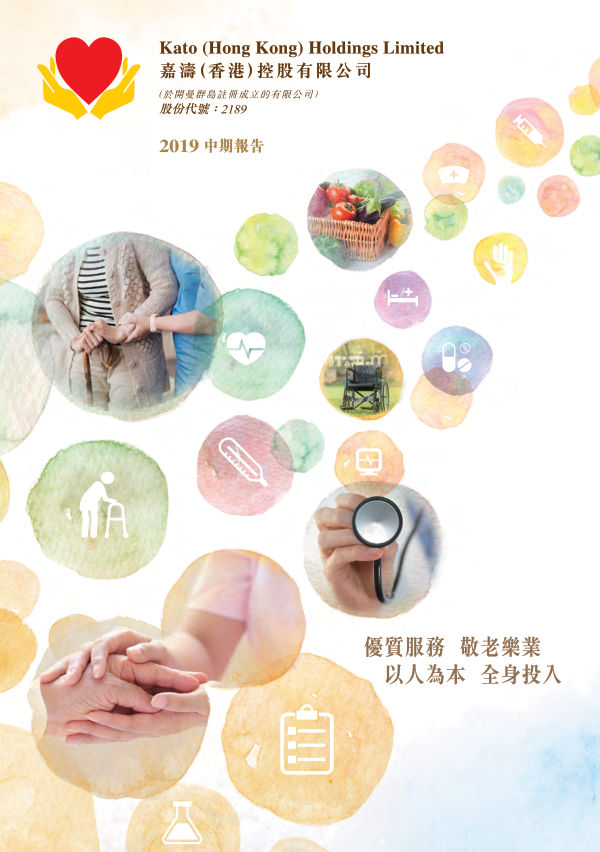 Kato (Hong Kong) Holdings Limited
嘉濤(香港)控股有限公司
(於開曼群島註冊成立的有限公司)
股份代號：2189
2019 中期報告
優質服務 敬老樂業
以人為本 全身投入